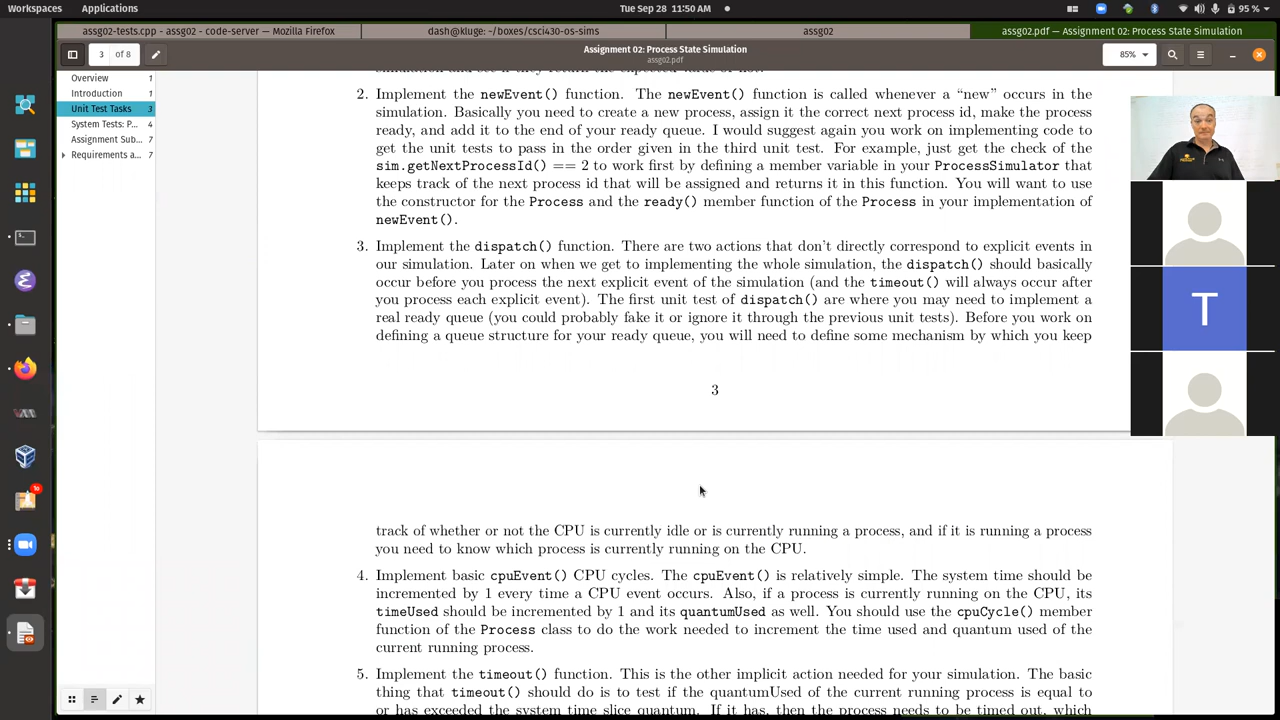 Workspaces Applications Tue Sep 28 11:50 AM 95 %
assg02-tests.cpp - assg02 - code-server — Mozilla Firefox dash@kluge: ~/boxes/csci430-os-sims assg02 assg02.pdf — Assignment 02: Process State Simulation
3 of 8 Assignment 02: Process State Simulation 85%
assg02.pdf
Overview 1
Introduction 1
Unit Test Tasks 3
System Tests: P... 4
Assignment Sub... 7
Requirements a... 7
2. Implement the newEvent() function. The newEvent() function is called whenever a “new” occurs in the
simulation. Basically you need to create a new process, assign it the correct next process id, make the process
ready, and add it to the end of your ready queue. I would suggest again you work on implementing code to
get the unit tests to pass in the order given in the third unit test. For example, just get the check of the
sim.getNextProcessId() == 2 to work first by defining a member variable in your ProcessSimulator that
keeps track of the next process id that will be assigned and returns it in this function. You will want to use
the constructor for the Process and the ready() member function of the Process in your implementation of
newEvent().
3. Implement the dispatch() function. There are two actions that don't directly correspond to explicit events in
our simulation. Later on when we get to implementing the whole simulation, the dispatch() should basically
occur before you process the next explicit event of the simulation (and the timeout() will always occur after
you process each explicit event). The first unit test of dispatch() are where you may need to implement a
real ready queue (you could probably fake it or ignore it through the previous unit tests). Before you work on
defining a queue structure for your ready queue, you will need to define some mechanism by which you keep
3
track of whether or not the CPU is currently idle or is currently running a process, and if it is running a process
you need to know which process is currently running on the CPU.
4. Implement basic cpuEvent() CPU cycles. The cpuEvent() is relatively simple. The system time should be
incremented by 1 every time a CPU event occurs. Also, if a process is currently running on the CPU, its
timeUsed should be incremented by 1 and its quantumUsed as well. You should use the cpuCycle() member
function of the Process class to do the work needed to increment the time used and quantum used of the
current running process.
5. Implement the timeout() function. This is the other implicit action needed for your simulation. The basic
thing that timeout() should do is to test if the quantumUsed of the current running process is equal to
or has exceeded the system time slice quantum. If it has, then the process needs to be timed out, which
T